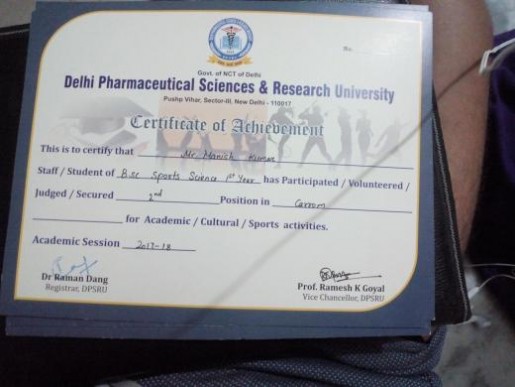 No.
Govt. of NCT of Delhi
Delhi Pharmaceutical Sciences & Research University
Pushp Vihar, Sector-III, New Delhi - 110017
Certificate of Achievement
This is to certify that Mr. Manish Kumar
Staff / Student of B.Sc Sports Science 1st Year has Participated / Volunteered /
Judged / Secured 2nd Position in Carrom
for Academic / Cultural / Sports activities.
Academic Session 2017-18
Dr Raman Dang
Registrar, DPSRU
Prof. Ramesh K Goyal
Vice Chancellor, DPSRU